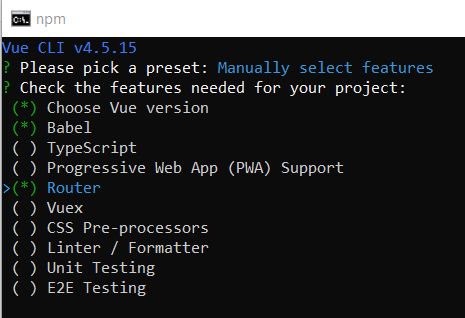 C:\. npm
Vue CLI v4.5.15
? Please pick a preset: Manually select features
? Check the features needed for your project:
(*) Choose Vue version
(*) Babel
( ) TypeScript
( ) Progressive Web App (PWA) Support
>(*) Router
( ) Vuex
( ) CSS Pre-processors
( ) Linter / Formatter
( ) Unit Testing
( ) E2E Testing